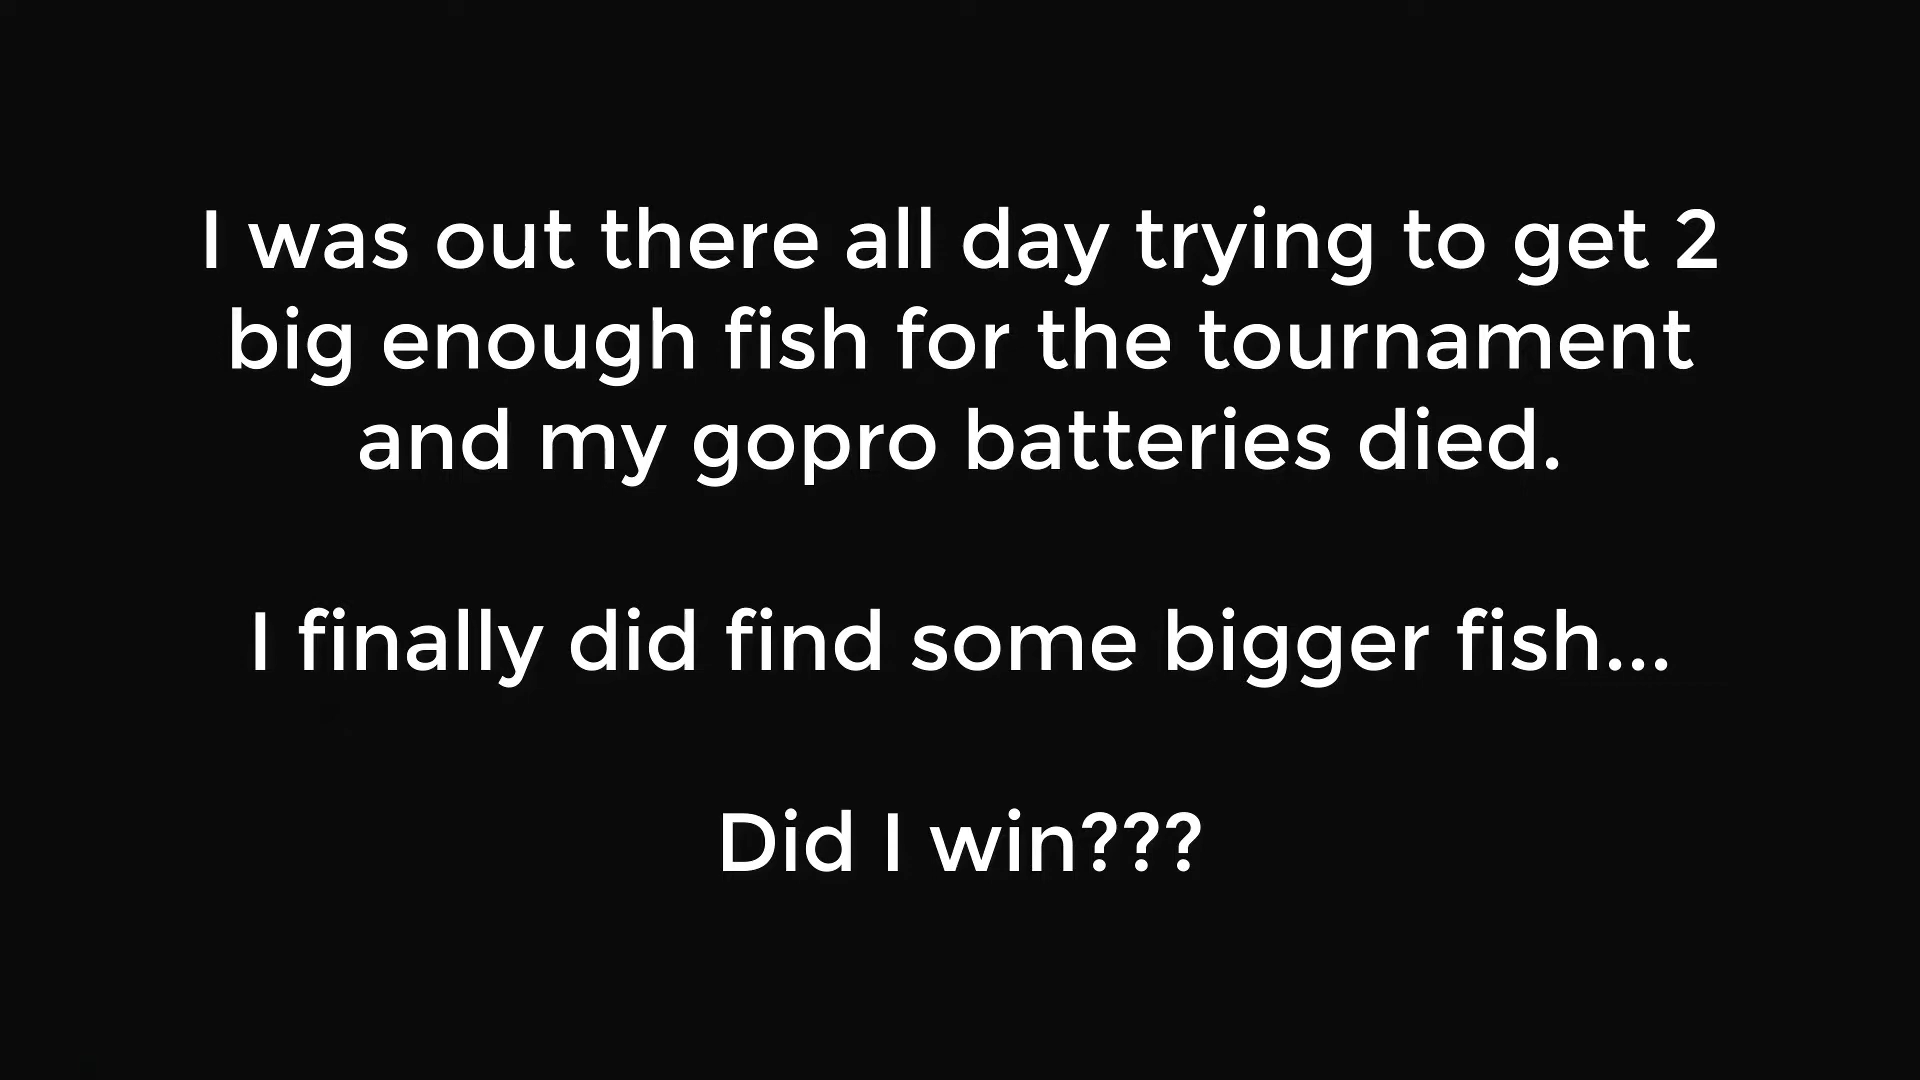 I was out there all day trying to get 2
big enough fish for the tournament
and my gopro batteries died.
I finally did find some bigger fish...
Did I win???